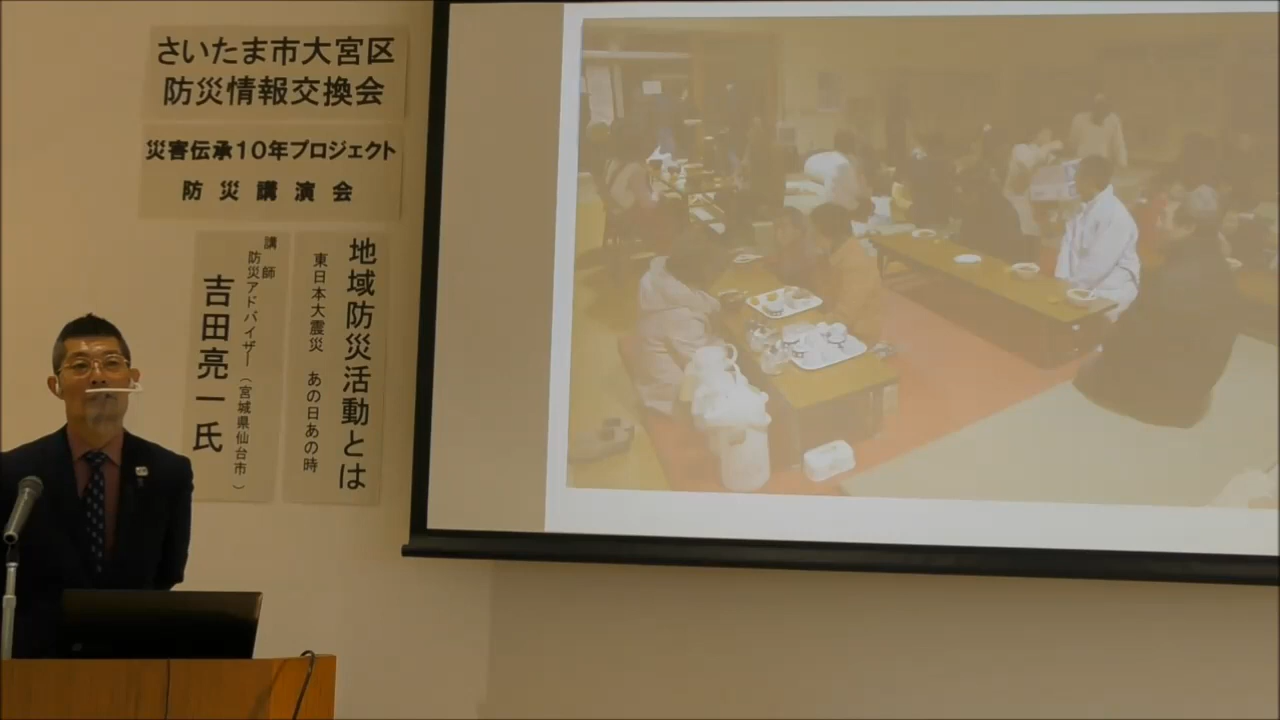 さいたま市大宮区
防災情報交換会
災害伝承10年プロジェクト
防災講演会
地域防災活動とは
東日本大震災　あの日あの時
講師
防災アドバイザー（宮城県仙台市）
吉田亮一氏